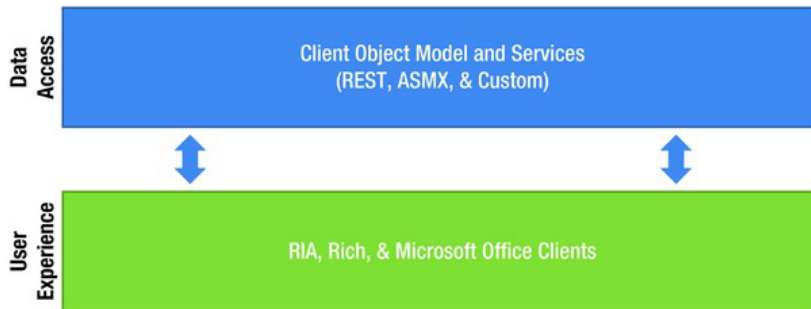 Data
Access
Client Object Model and Services
(REST, ASMX, & Custom)
User
Experience
RIA, Rich, & Microsoft Office Clients